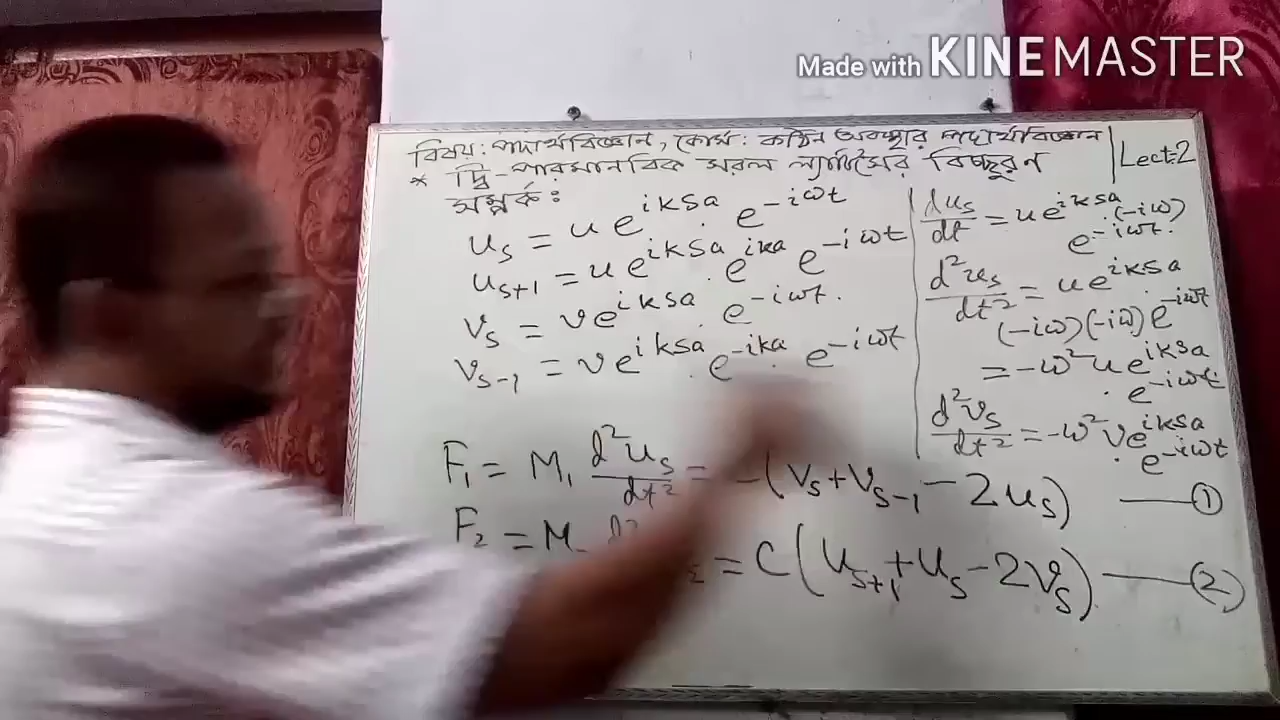 Made with KINEMASTER
বিষয়: পদার্থবিজ্ঞান, কোর্স: কঠিন অবস্থার পদার্থবিজ্ঞান
Lect:2
* দ্বি-পারমানবিক সরল ল্যাটিসের বিচ্ছুরণ
সম্পর্ক:
u_s = u e^{iksa} . e^{-iωt}
u_{s+1} = u e^{iksa} . e^{ika} e^{-iωt}
v_s = v e^{iksa} . e^{-iωt}.
v_{s-1} = v e^{iksa} . e^{-ika} . e^{-iωt}
du_s/dt = u e^{iksa} .(-iω)
e^{-iωt}.
d²u_s/dt² = u e^{iksa}
(-iω)(-iω) e^{-iωt}
= -ω² u e^{iksa}
. e^{-iωt}
d²v_s/dt² = -ω² v e^{iksa}
. e^{-iωt}
F₁ = M₁ d²u_s/dt² = (v_s + v_{s-1} - 2u_s) —— ①
F₂ = M = C(u_{s+1} + u_s - 2v_s) —— (2)